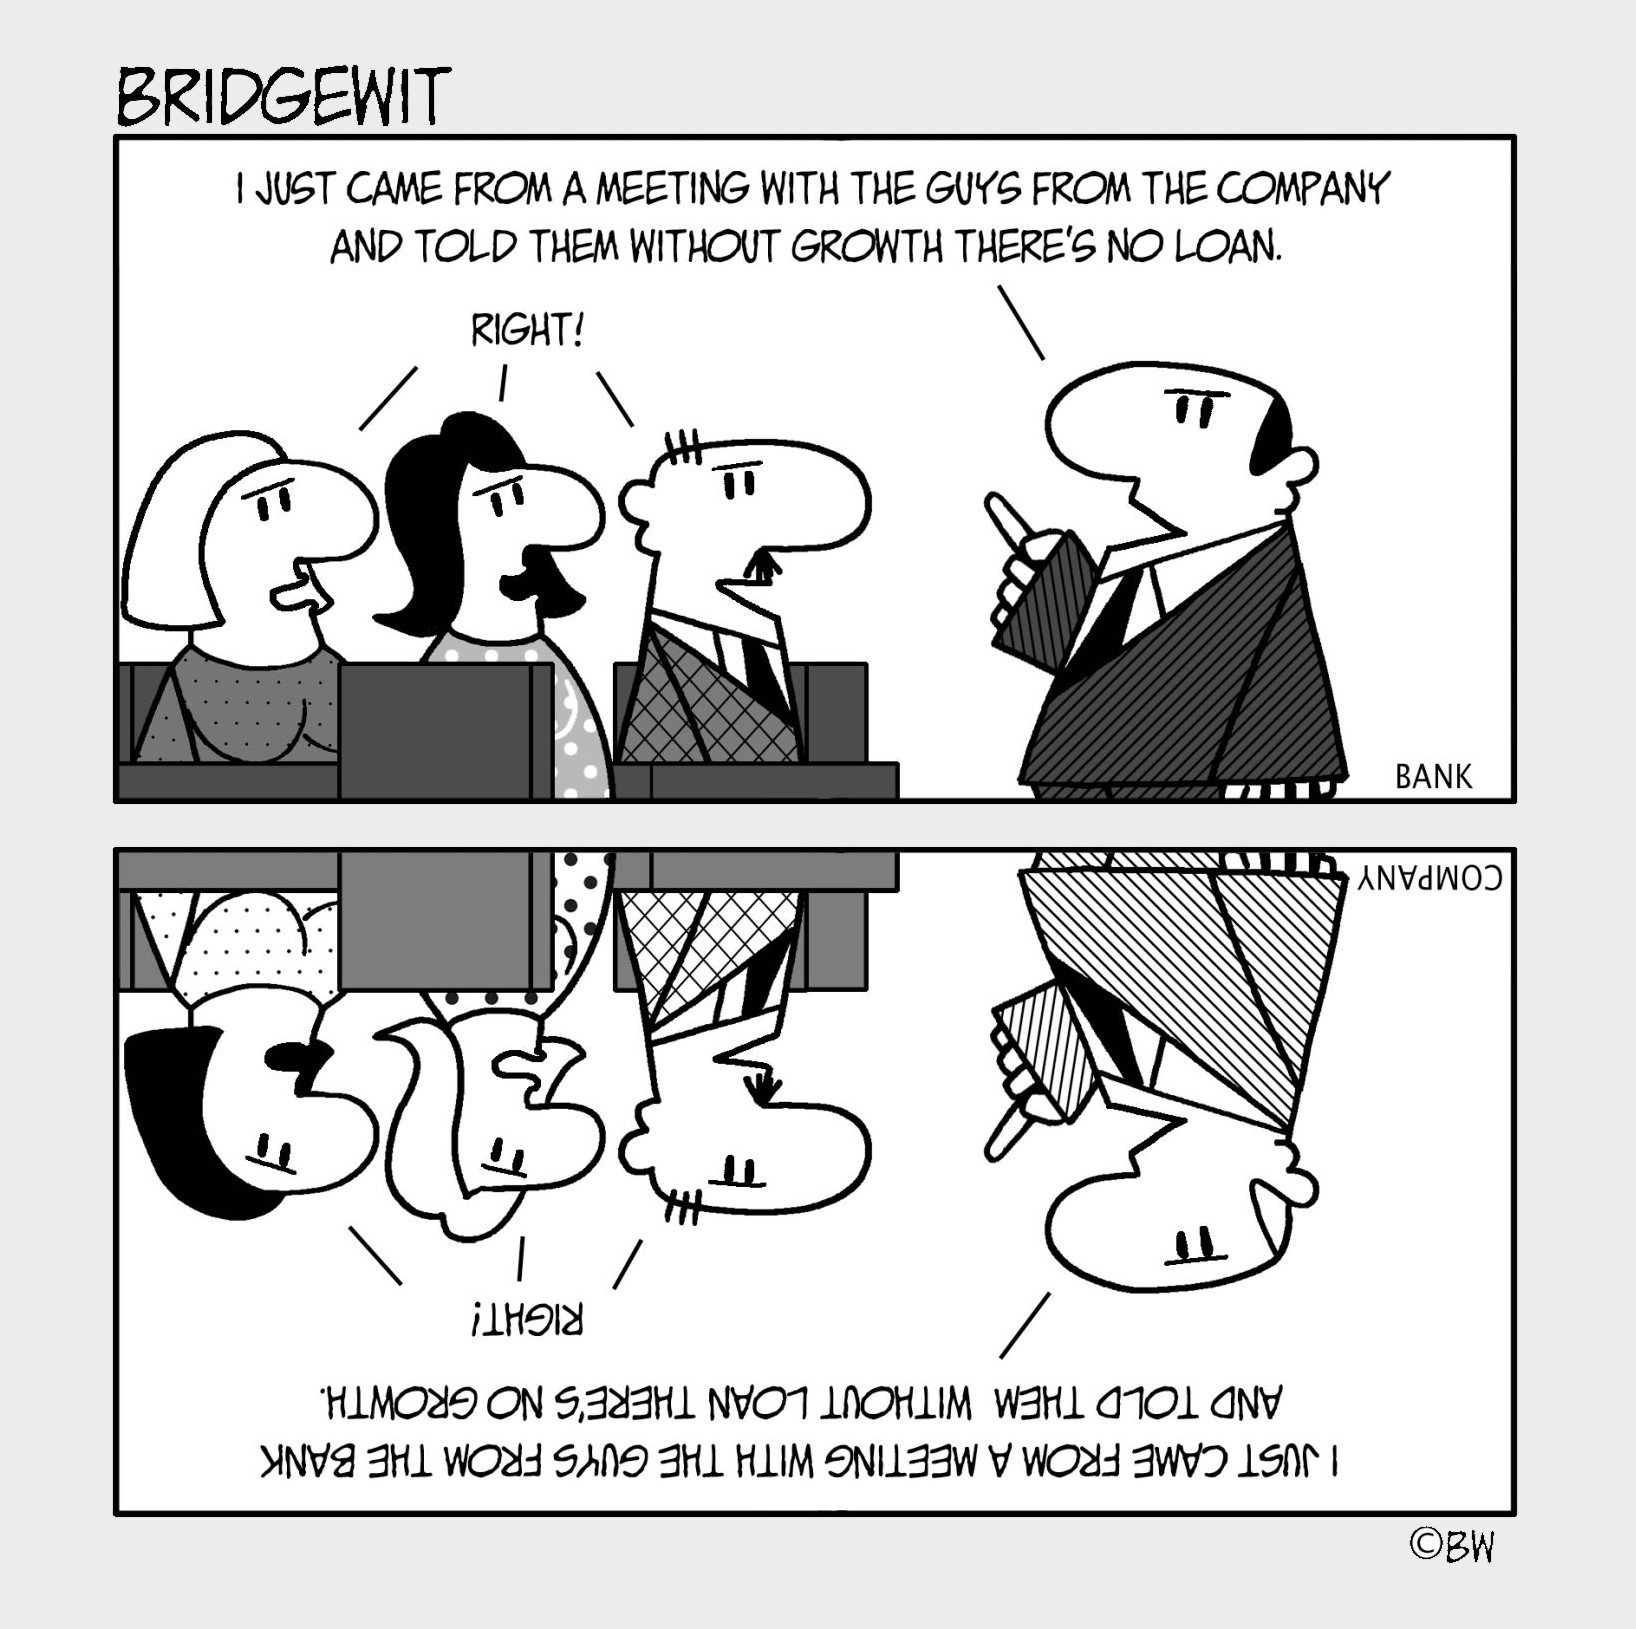 BRIDGEWIT
I JUST CAME FROM A MEETING WITH THE GUYS FROM THE COMPANY
AND TOLD THEM WITHOUT GROWTH THERE'S NO LOAN.
RIGHT!
BANK
COMPANY
I JUST CAME FROM A MEETING WITH THE GUYS FROM THE BANK
AND TOLD THEM WITHOUT LOAN THERE'S NO GROWTH.
RIGHT!
©BW